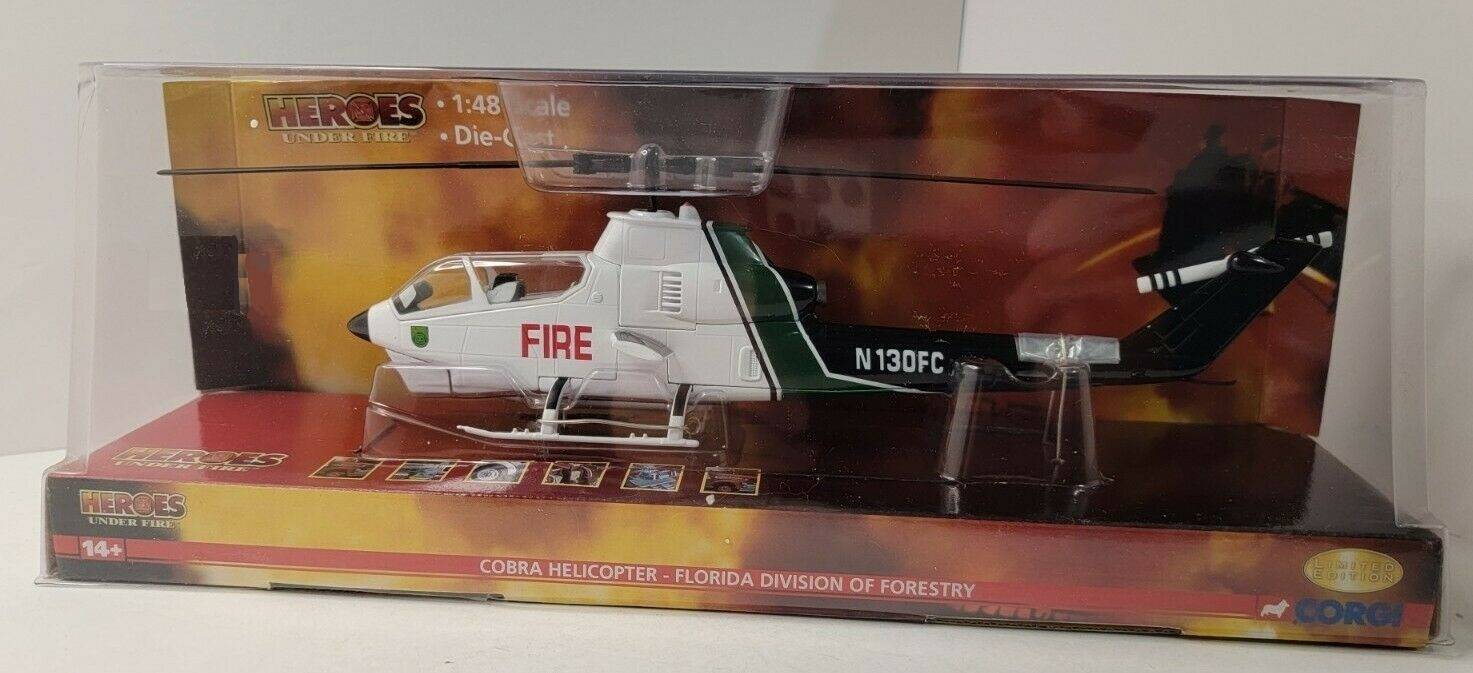 HEROES
UNDER FIRE
• 1:48 Scale
• Die-Cast
FIRE
N130FC
HEROES
UNDER FIRE
HEROES
UNDER FIRE
14+
COBRA HELICOPTER - FLORIDA DIVISION OF FORESTRY
LIMITED
EDITION
CORGI